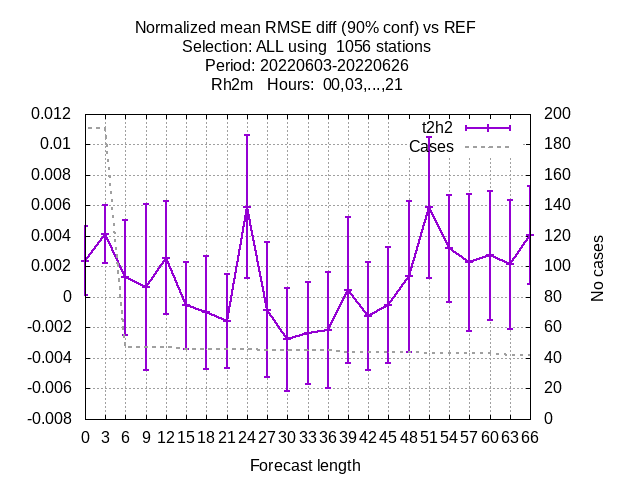 Normalized mean RMSE diff (90% conf) vs REF
Selection: ALL using  1056 stations
Period: 20220603-20220626
Rh2m   Hours:  00,03,...,21
t2h2
Cases
0.012
0.01
0.008
0.006
0.004
0.002
0
-0.002
-0.004
-0.006
-0.008
200
180
160
140
120
100
80
60
40
20
0
No cases
0 3 6 9 12 15 18 21 24 27 30 33 36 39 42 45 48 51 54 57 60 63 66
Forecast length